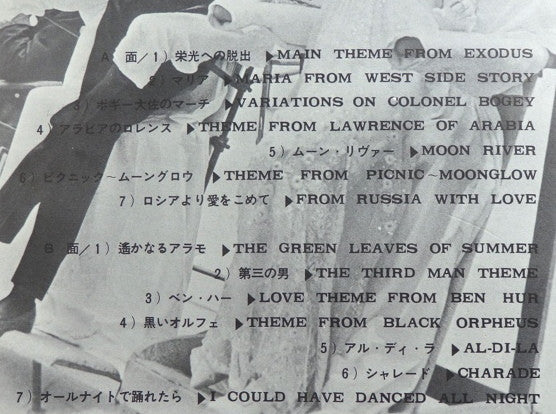 A 面/1) 栄光への脱出 ▶MAIN THEME FROM EXODUS
2) マリア ▶MARIA FROM WEST SIDE STORY
3) ボギー大佐のマーチ ▶VARIATIONS ON COLONEL BOGEY
4) アラビアのロレンス ▶THEME FROM LAWRENCE OF ARABIA
5) ムーン・リヴァー ▶MOON RIVER
6) ピクニック~ムーングロウ ▶THEME FROM PICNIC~MOONGLOW
7) ロシアより愛をこめて ▶FROM RUSSIA WITH LOVE
B 面/1) 遙かなるアラモ ▶THE GREEN LEAVES OF SUMMER
2) 第三の男 ▶THE THIRD MAN THEME
3) ベン・ハー ▶LOVE THEME FROM BEN HUR
4) 黒いオルフェ ▶THEME FROM BLACK ORPHEUS
5) アル・ディ・ラ ▶AL-DI-LA
6) シャレード ▶CHARADE
7) オールナイトで踊れたら ▶I COULD HAVE DANCED ALL NIGHT